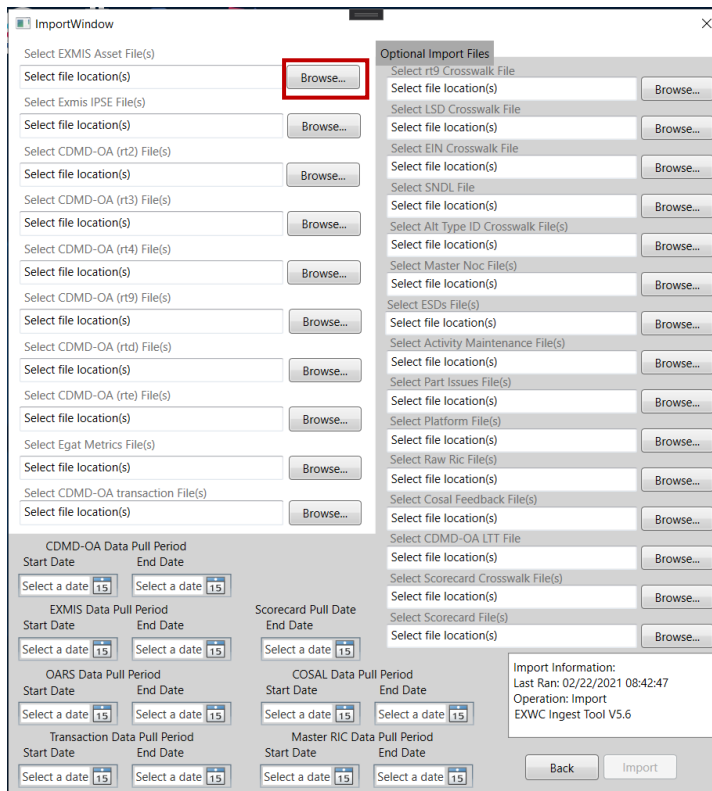 ImportWindow
Select EXMIS Asset File(s)
Select file location(s)
Browse...
Select Exmis IPSE File(s)
Select file location(s)
Browse...
Select CDMD-OA (rt2) File(s)
Select file location(s)
Browse...
Select CDMD-OA (rt3) File(s)
Select file location(s)
Browse...
Select CDMD-OA (rt4) File(s)
Select file location(s)
Browse...
Select CDMD-OA (rt9) File(s)
Select file location(s)
Browse...
Select CDMD-OA (rtd) File(s)
Select file location(s)
Browse...
Select CDMD-OA (rte) File(s)
Select file location(s)
Browse...
Select Egat Metrics File(s)
Select file location(s)
Browse...
Select CDMD-OA transaction File(s)
Select file location(s)
Browse...
Optional Import Files
Select rt9 Crosswalk File
Select file location(s)
Browse...
Select LSD Crosswalk File
Select file location(s)
Browse...
Select EIN Crosswalk File
Select file location(s)
Browse...
Select SNDL File
Select file location(s)
Browse...
Select Alt Type ID Crosswalk File(s)
Select file location(s)
Browse...
Select Master Noc File(s)
Select file location(s)
Browse...
Select ESDs File(s)
Select file location(s)
Browse...
Select Activity Maintenance File(s)
Select file location(s)
Browse...
Select Part Issues File(s)
Select file location(s)
Browse...
Select Platform File(s)
Select file location(s)
Browse...
Select Raw Ric File(s)
Select file location(s)
Browse...
Select Cosal Feedback File(s)
Select file location(s)
Browse...
Select CDMD-OA LTT File
Select file location(s)
Browse...
Select Scorecard Crosswalk File(s)
Select file location(s)
Browse...
Select Scorecard File(s)
Select file location(s)
Browse...
CDMD-OA Data Pull Period
Start Date End Date
Select a date 15 Select a date 15
EXMIS Data Pull Period Scorecard Pull Date
Start Date End Date End Date
Select a date 15 Select a date 15 Select a date 15
OARS Data Pull Period COSAL Data Pull Period
Start Date End Date Start Date End Date
Select a date 15 Select a date 15 Select a date 15 Select a date 15
Transaction Data Pull Period Master RIC Data Pull Period
Start Date End Date Start Date End Date
Select a date 15 Select a date 15 Select a date 15 Select a date 15
Import Information:
Last Ran: 02/22/2021 08:42:47
Operation: Import
EXWC Ingest Tool V5.6
Back Import